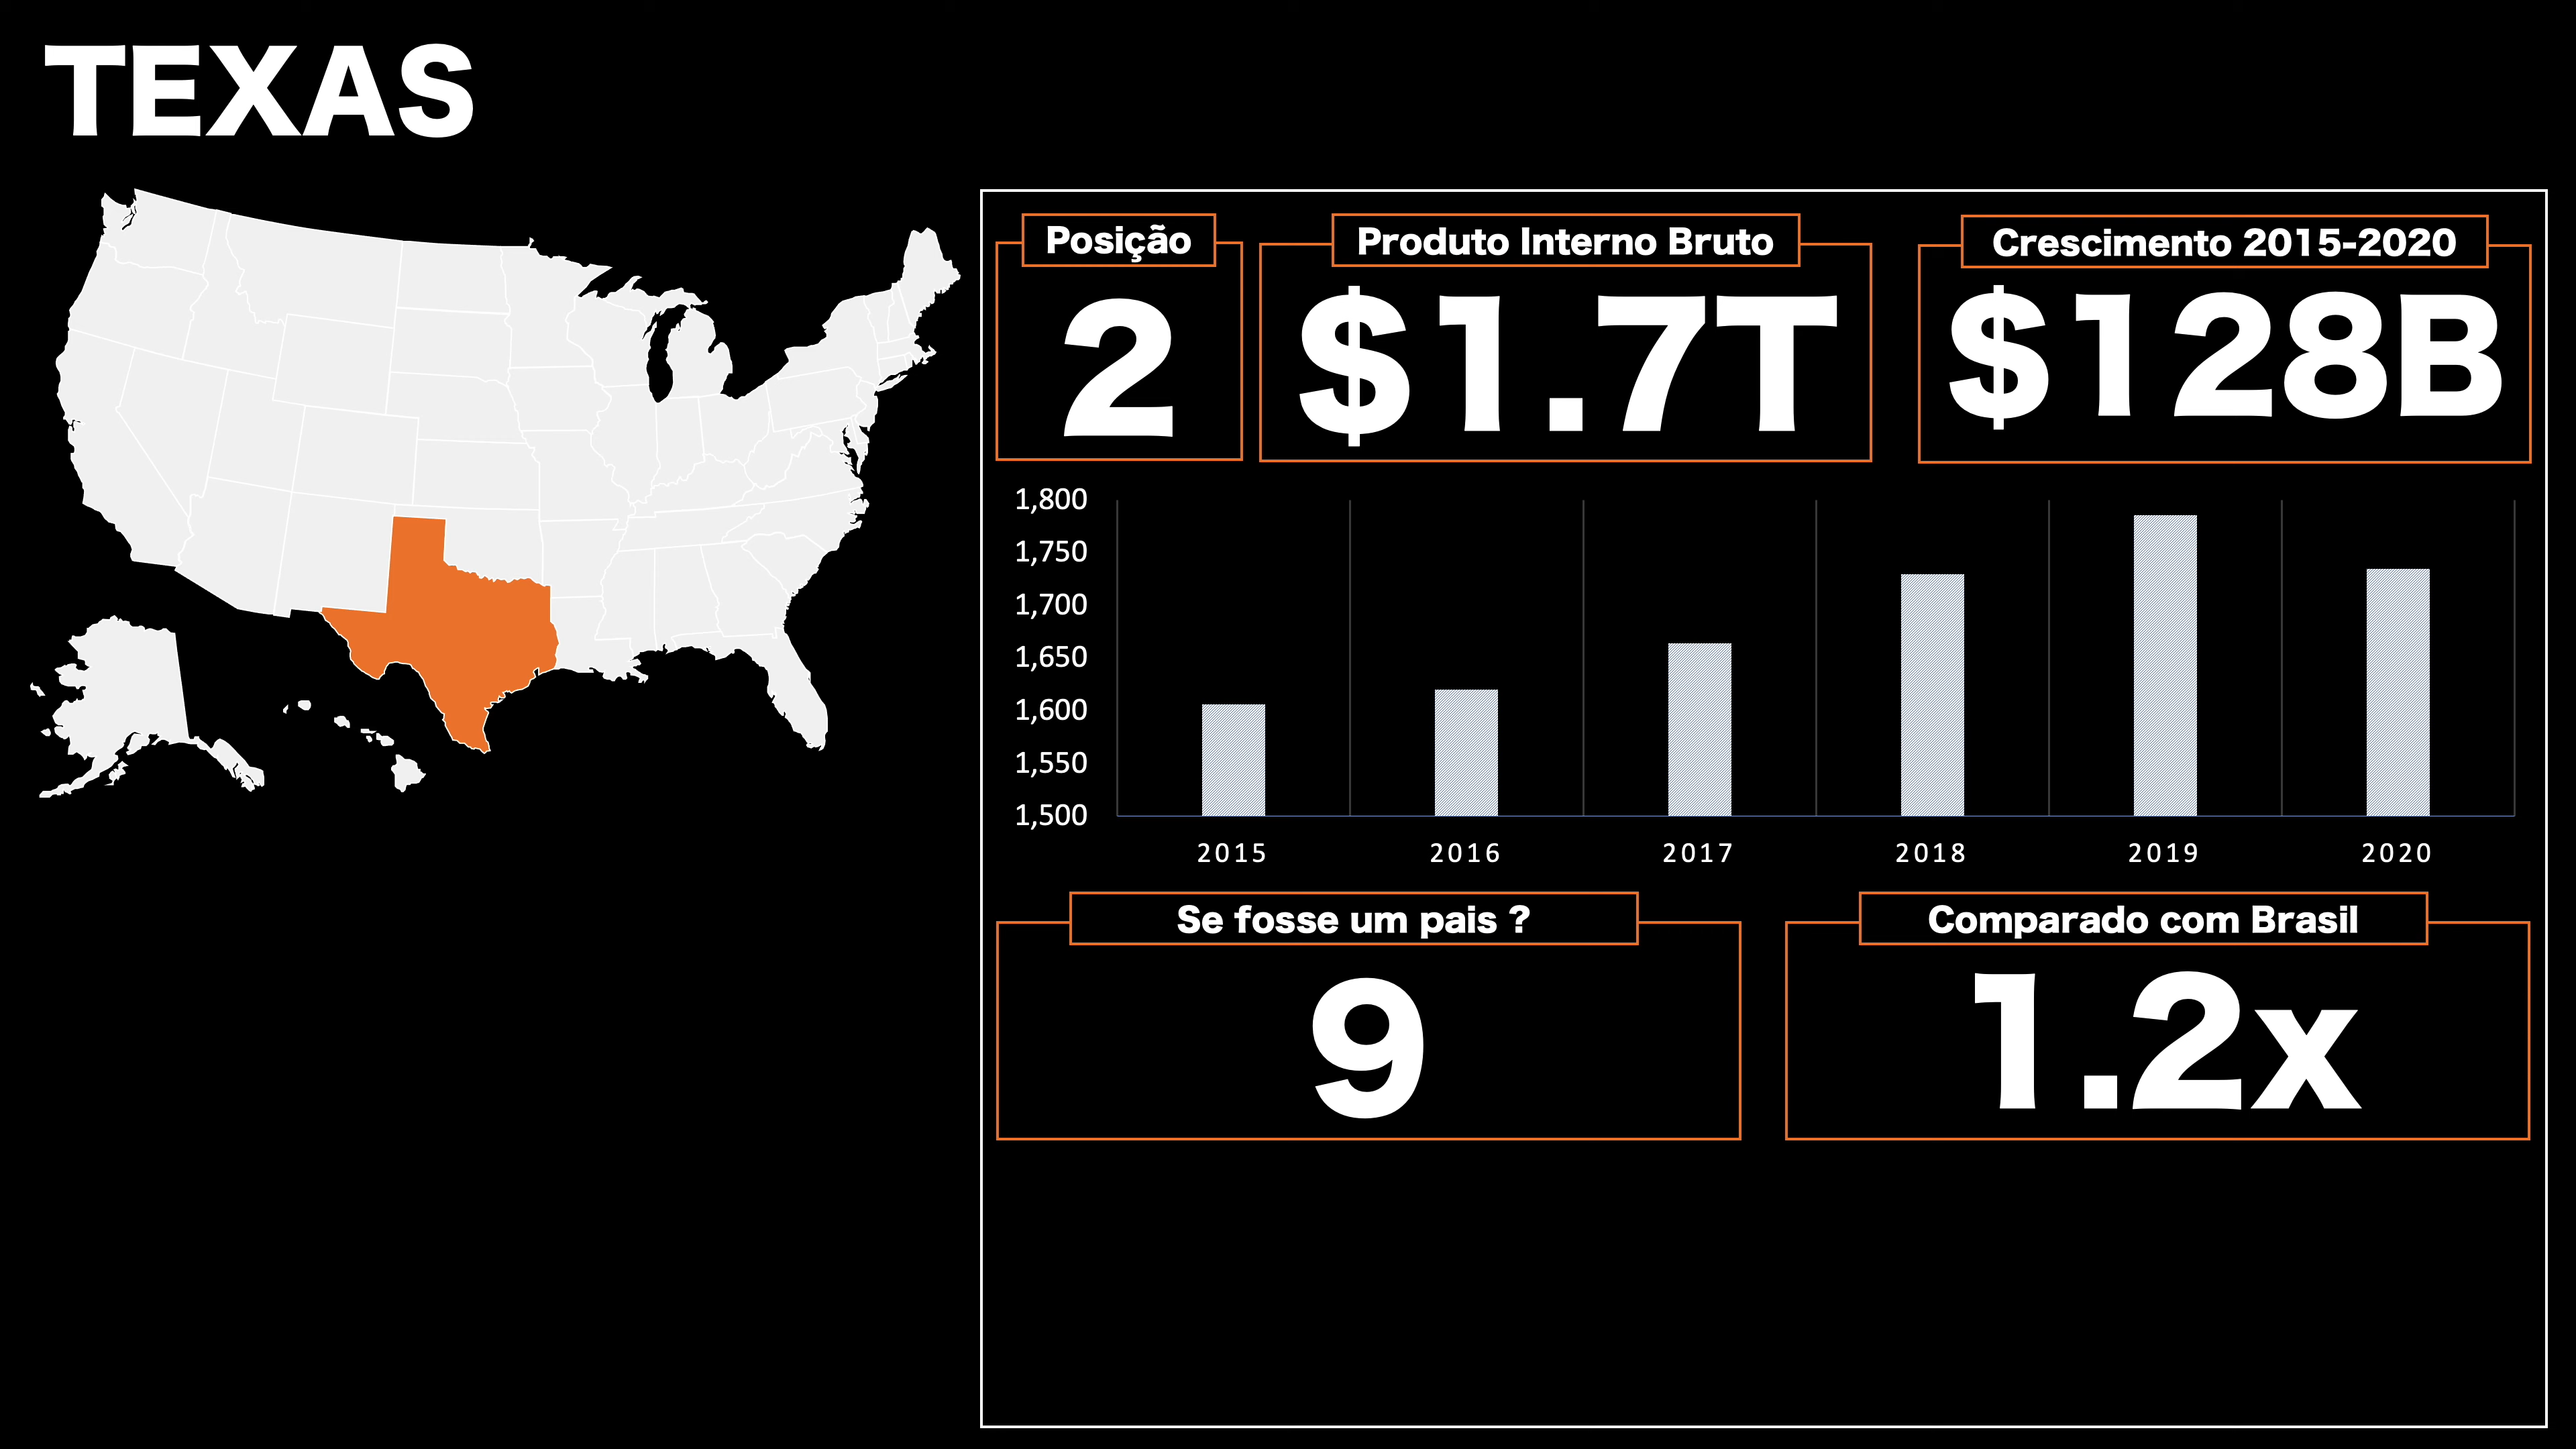 TEXAS
Posição
2
Produto Interno Bruto
$1.7T
Crescimento 2015-2020
$128B
1,800
1,750
1,700
1,650
1,600
1,550
1,500
2015 2016 2017 2018 2019 2020
Se fosse um pais ?
9
Comparado com Brasil
1.2x